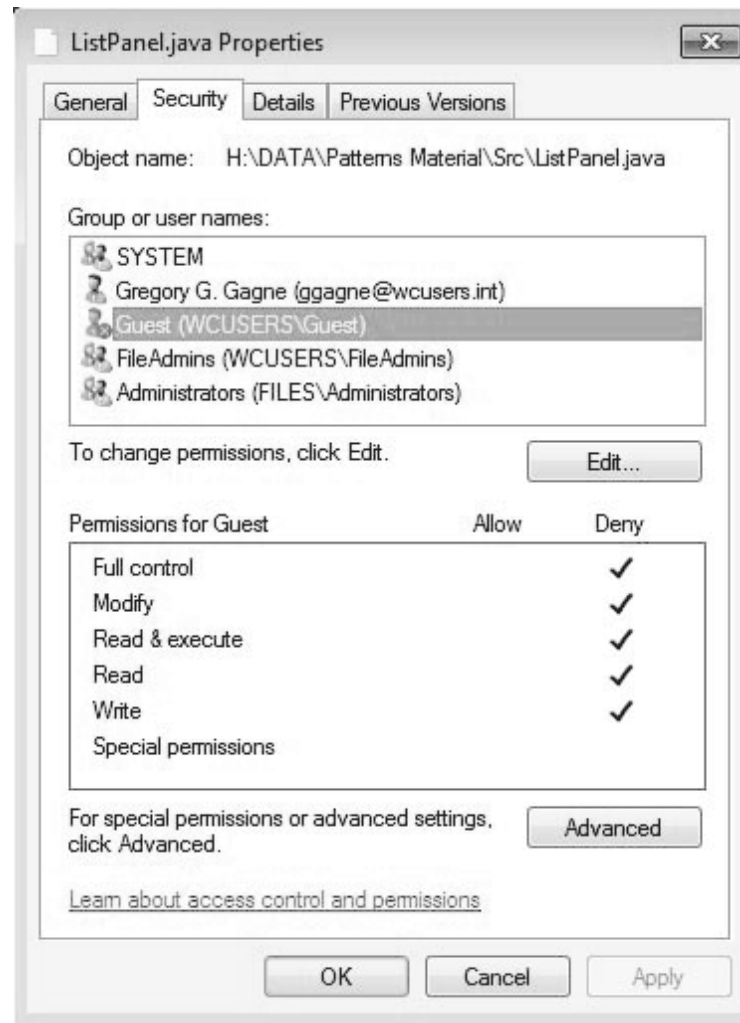 ListPanel.java Properties
General Security Details Previous Versions
Object name: H:\DATA\Patterns Material\Src\ListPanel.java
Group or user names:
SYSTEM
Gregory G. Gagne (ggagne@wcusers.int)
Guest (WCUSERS\Guest)
FileAdmins (WCUSERS\FileAdmins)
Administrators (FILES\Administrators)
To change permissions, click Edit.
Edit...
Permissions for Guest Allow Deny
Full control
Modify
Read & execute
Read
Write
Special permissions
For special permissions or advanced settings,
click Advanced.
Advanced
Learn about access control and permissions
OK Cancel Apply